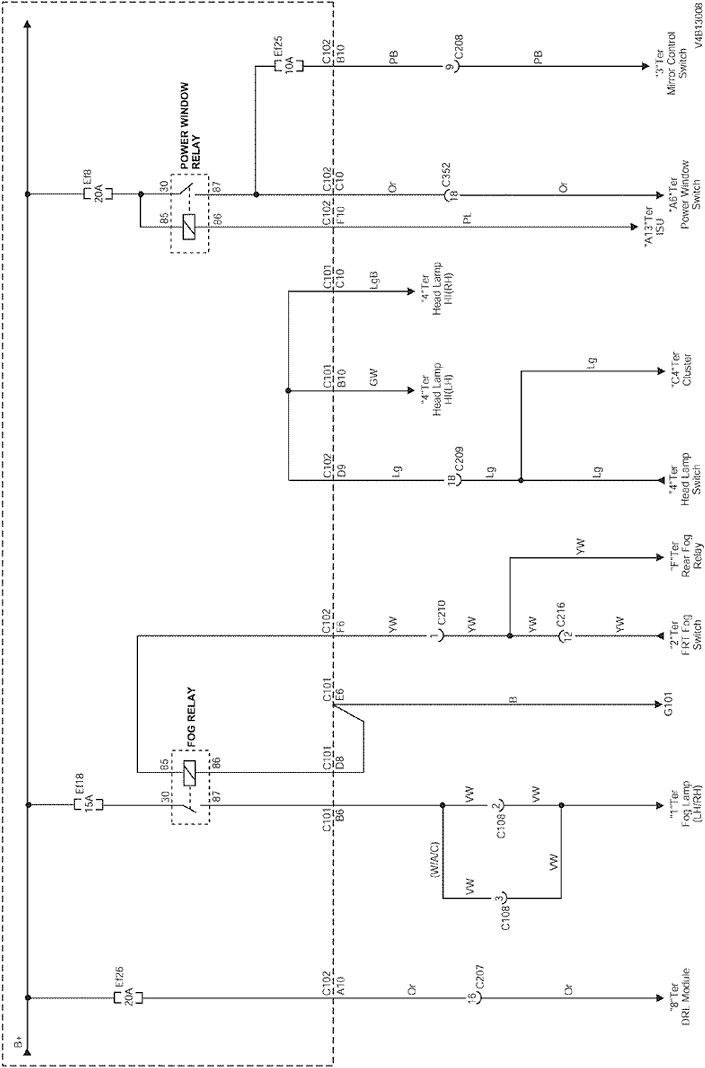 B+
Ef26
20A
C102
A10
Or
16
C207
Or
"8"Ter
DRL Module
Ef18
15A
FOG RELAY
30
87
85
86
C101
B6
(W/A/C)
VW
C108
3
VW
VW
C108
2
VW
"1"Ter
Fog Lamp
(LH/RH)
C101
D8
C101
E6
B
G101
C102
F6
YW
1
C210
YW
YW
12
C216
YW
"2"Ter
FRT Fog
Switch
YW
"F"Ter
Rear Fog
Relay
C102
D9
Lg
18
C209
Lg
Lg
"4"Ter
Head Lamp
Switch
Lg
"C4"Ter
Cluster
C101
B10
GW
"4"Ter
Head Lamp
HI(LH)
C101
C10
LgB
"4"Ter
Head Lamp
HI(RH)
Ef8
20A
POWER WINDOW
RELAY
85
86
30
87
C102
F10
PL
"A13"Ter
ISU
C102
C10
Or
18
C352
Or
"A6"Ter
Power Window
Switch
Ef25
10A
C102
B10
PB
9
C208
PB
"3"Ter
Mirror Control
Switch
V4B13008